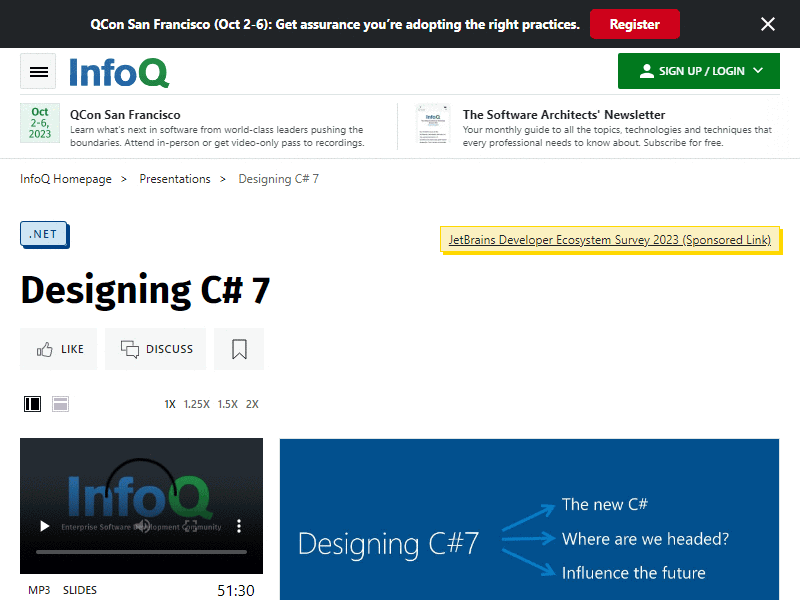 QCon San Francisco (Oct 2-6): Get assurance you’re adopting the right practices.
Register
InfoQ
SIGN UP / LOGIN
Oct
2-6,
2023
QCon San Francisco
Learn what's next in software from world-class leaders pushing the
boundaries. Attend in-person or get video-only pass to recordings.
InfoQ
The Software Architects' Newsletter
Your monthly guide to all the topics, technologies and techniques that
every professional needs to know about. Subscribe for free.
InfoQ Homepage > Presentations > Designing C# 7
.NET
JetBrains Developer Ecosystem Survey 2023 (Sponsored Link)
Designing C# 7
LIKE
DISCUSS
1X 1.25X 1.5X 2X
InfoQ
Enterprise Software Development Community
MP3 SLIDES 51:30
Designing C#7
The new C#
Where are we headed?
Influence the future